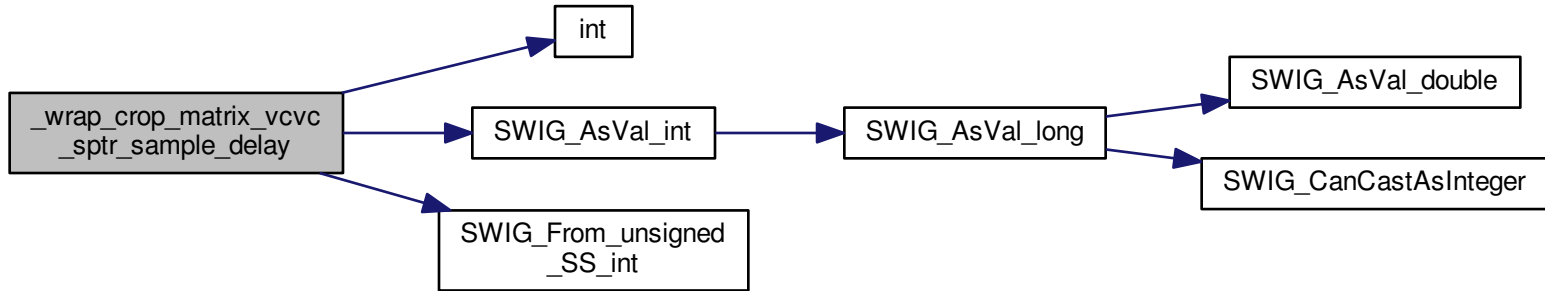 int
_wrap_crop_matrix_vcvc
_sptr_sample_delay
SWIG_AsVal_int
SWIG_From_unsigned
_SS_int
SWIG_AsVal_long
SWIG_AsVal_double
SWIG_CanCastAsInteger